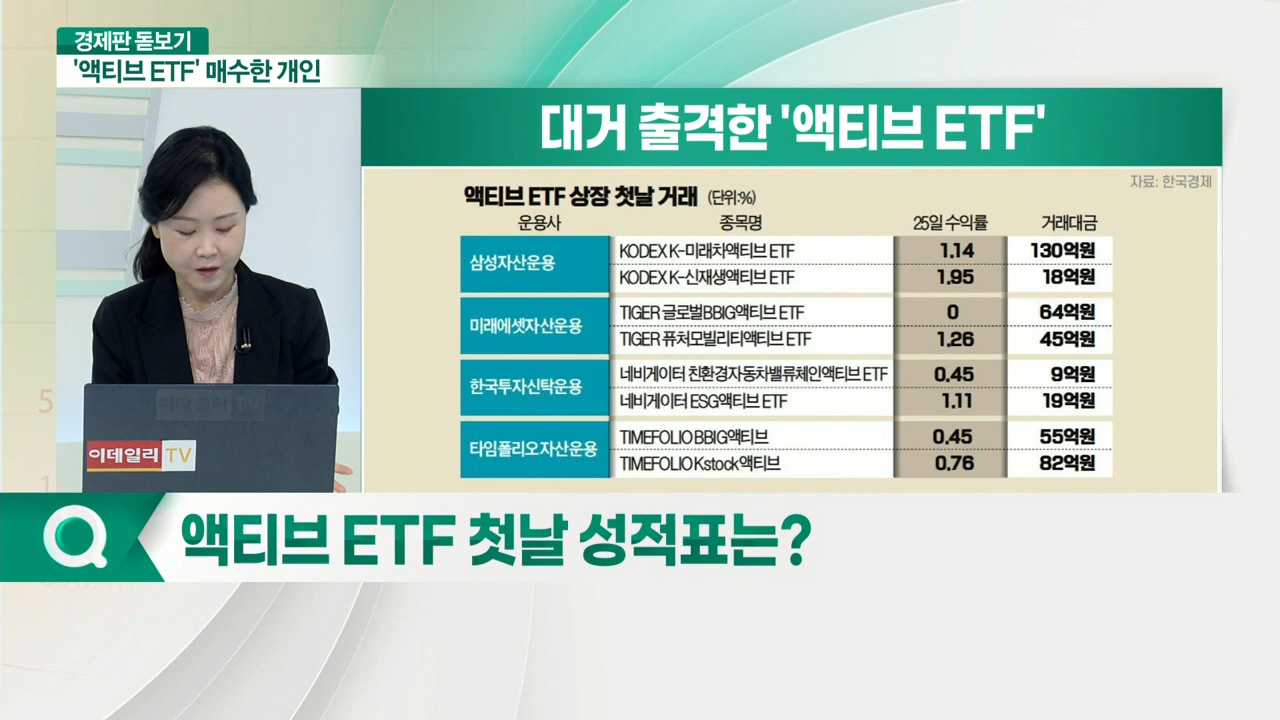 경제판 돋보기
'액티브 ETF' 매수한 개인
대거 출격한 '액티브 ETF'
자료: 한국경제
액티브 ETF 상장 첫날 거래 (단위:%)
운용사 종목명 25일 수익률 거래대금
삼성자산운용
KODEX K-미래차액티브 ETF 1.14 130억원
KODEX K-신재생액티브 ETF 1.95 18억원
미래에셋자산운용
TIGER 글로벌BBIG액티브 ETF 0 64억원
TIGER 퓨처모빌리티액티브 ETF 1.26 45억원
한국투자신탁운용
네비게이터 친환경자동차밸류체인액티브 ETF 0.45 9억원
네비게이터 ESG액티브 ETF 1.11 19억원
타임폴리오자산운용
TIMEFOLIO BBIG액티브 0.45 55억원
TIMEFOLIO Kstock액티브 0.76 82억원
이데일리 TV
액티브 ETF 첫날 성적표는?